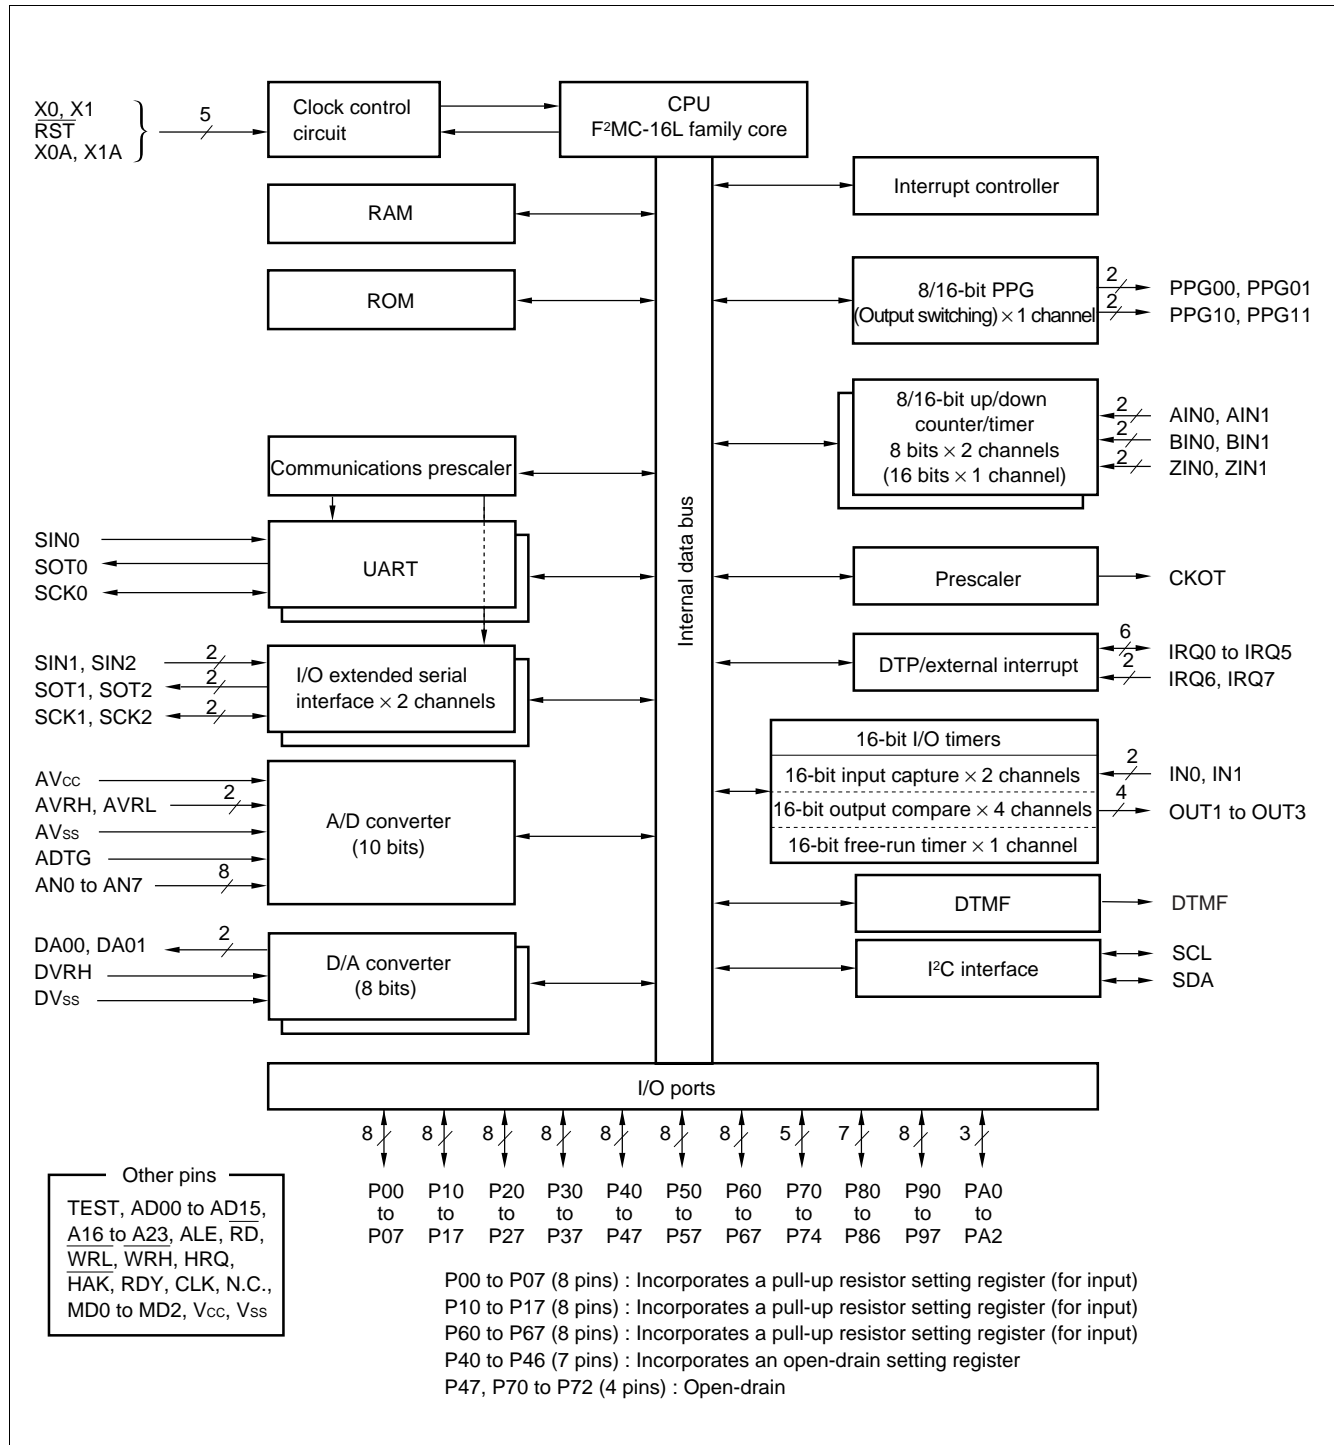 X0, X1
RST
X0A, X1A
5
Clock control
circuit
CPU
F²MC-16L family core
Interrupt controller
RAM
ROM
8/16-bit PPG
(Output switching) × 1 channel
2
PPG00, PPG01
2
PPG10, PPG11
8/16-bit up/down
counter/timer
8 bits × 2 channels
(16 bits × 1 channel)
2
AIN0, AIN1
2
BIN0, BIN1
2
ZIN0, ZIN1
Communications prescaler
Internal data bus
SIN0
SOT0
SCK0
UART
Prescaler
CKOT
SIN1, SIN2
2
SOT1, SOT2
2
SCK1, SCK2
2
I/O extended serial
interface × 2 channels
DTP/external interrupt
6
IRQ0 to IRQ5
2
IRQ6, IRQ7
16-bit I/O timers
16-bit input capture × 2 channels
16-bit output compare × 4 channels
16-bit free-run timer × 1 channel
2
IN0, IN1
4
OUT1 to OUT3
AVCC
AVRH, AVRL
2
AVSS
ADTG
AN0 to AN7
8
A/D converter
(10 bits)
DTMF
DTMF
DA00, DA01
2
DVRH
DVSS
D/A converter
(8 bits)
I²C interface
SCL
SDA
I/O ports
8 8 8 8 8 8 8 5 7 8 3
P00 P10 P20 P30 P40 P50 P60 P70 P80 P90 PA0
to to to to to to to to to to to
P07 P17 P27 P37 P47 P57 P67 P74 P86 P97 PA2
Other pins
TEST, AD00 to AD15,
A16 to A23, ALE, RD,
WRL, WRH, HRQ,
HAK, RDY, CLK, N.C.,
MD0 to MD2, VCC, VSS
P00 to P07 (8 pins) : Incorporates a pull-up resistor setting register (for input)
P10 to P17 (8 pins) : Incorporates a pull-up resistor setting register (for input)
P60 to P67 (8 pins) : Incorporates a pull-up resistor setting register (for input)
P40 to P46 (7 pins) : Incorporates an open-drain setting register
P47, P70 to P72 (4 pins) : Open-drain